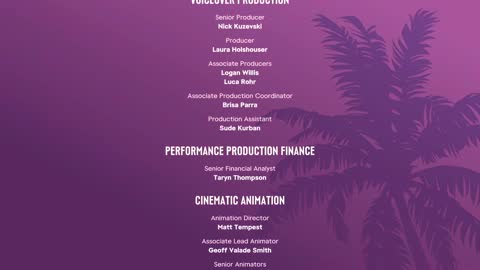 VOICEOVER PRODUCTION
Senior Producer
Nick Kuzevski
Producer
Laura Holshouser
Associate Producers
Logan Willis
Luca Rohr
Associate Production Coordinator
Brisa Parra
Production Assistant
Sude Kurban
PERFORMANCE PRODUCTION FINANCE
Senior Financial Analyst
Taryn Thompson
CINEMATIC ANIMATION
Animation Director
Matt Tempest
Associate Lead Animator
Geoff Valade Smith
Senior Animators